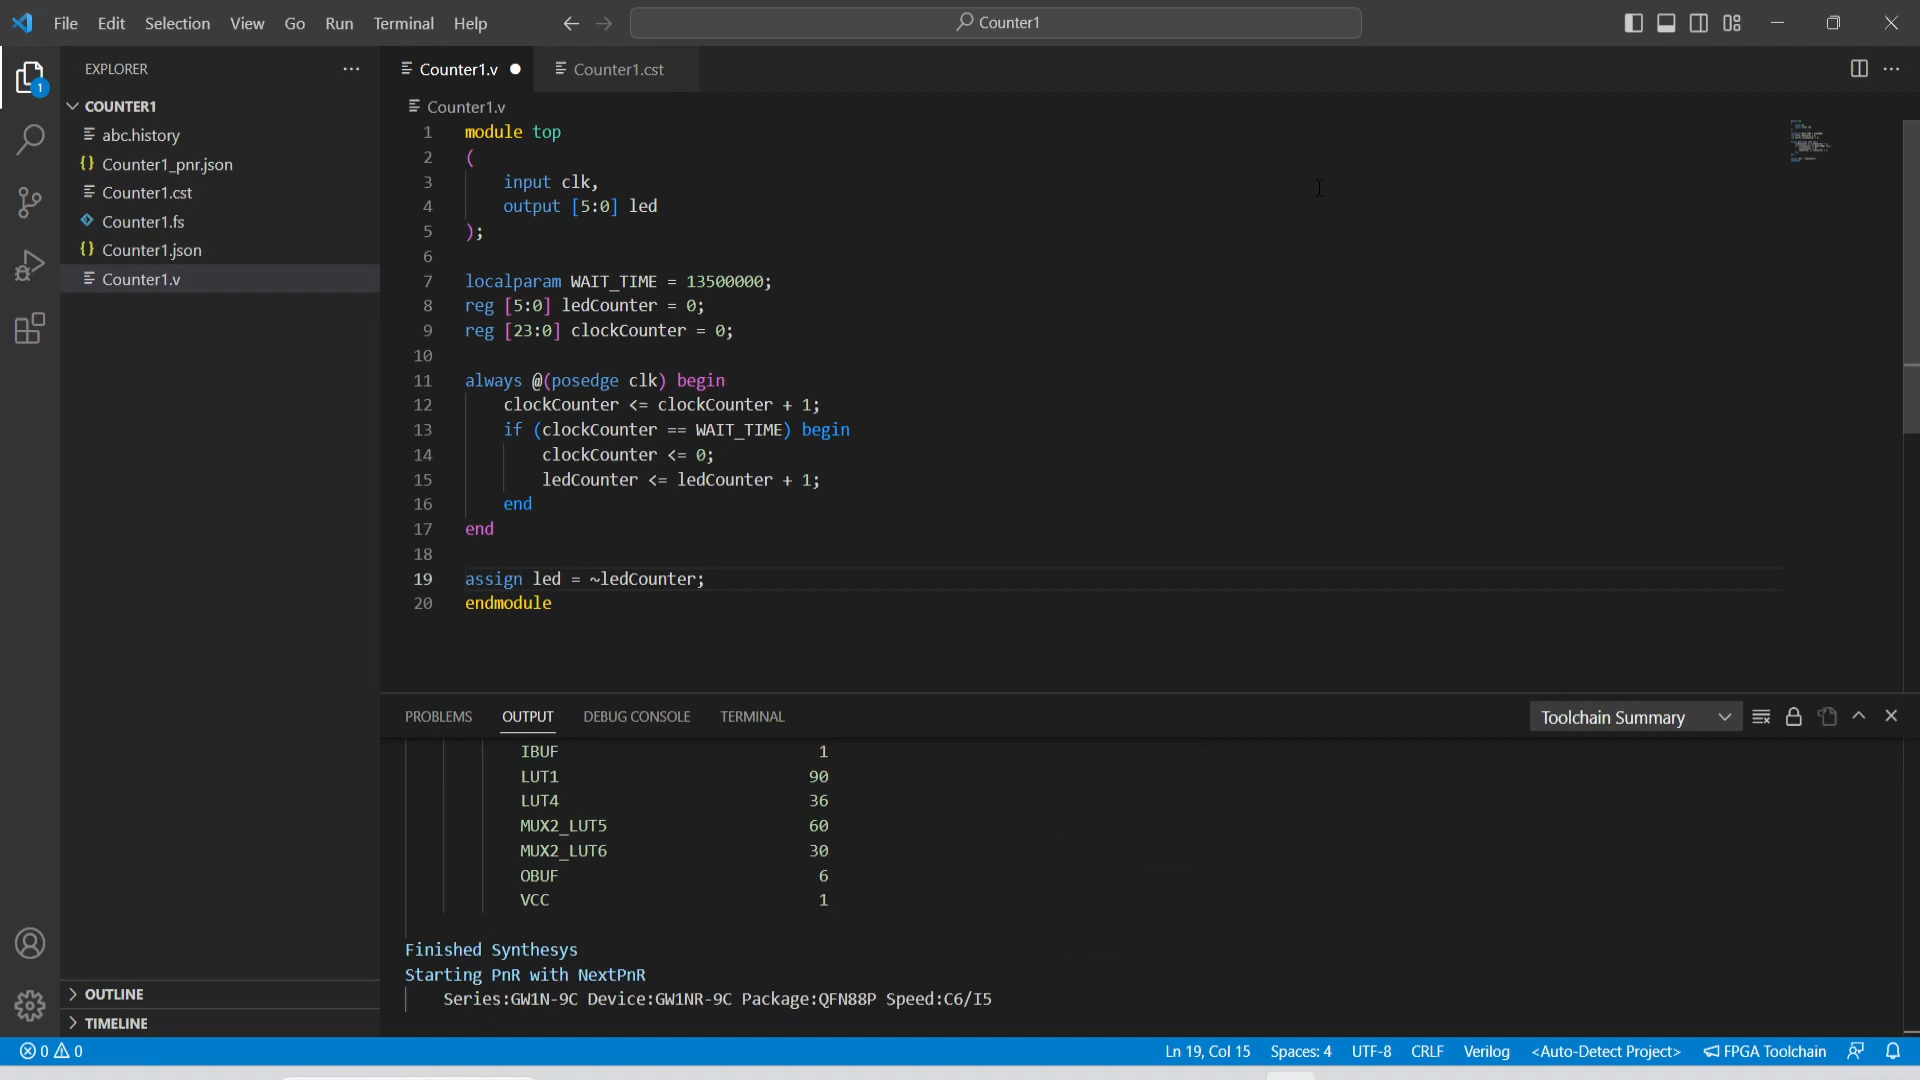 File Edit Selection View Go Run Terminal Help
Counter1
EXPLORER
COUNTER1
abc.history
Counter1_pnr.json
Counter1.cst
Counter1.fs
Counter1.json
Counter1.v
OUTLINE
TIMELINE
Counter1.v
Counter1.cst
Counter1.v
1 module top
2 (
3 input clk,
4 output [5:0] led
5 );
6
7 localparam WAIT_TIME = 13500000;
8 reg [5:0] ledCounter = 0;
9 reg [23:0] clockCounter = 0;
10
11 always @(posedge clk) begin
12 clockCounter <= clockCounter + 1;
13 if (clockCounter == WAIT_TIME) begin
14 clockCounter <= 0;
15 ledCounter <= ledCounter + 1;
16 end
17 end
18
19 assign led = ~ledCounter;
20 endmodule
PROBLEMS OUTPUT DEBUG CONSOLE TERMINAL
Toolchain Summary
IBUF 1
LUT1 90
LUT4 36
MUX2_LUT5 60
MUX2_LUT6 30
OBUF 6
VCC 1
Finished Synthesys
Starting PnR with NextPnR
Series:GW1N-9C Device:GW1NR-9C Package:QFN88P Speed:C6/I5
1
0 0
Ln 19, Col 15 Spaces: 4 UTF-8 CRLF Verilog <Auto-Detect Project> FPGA Toolchain